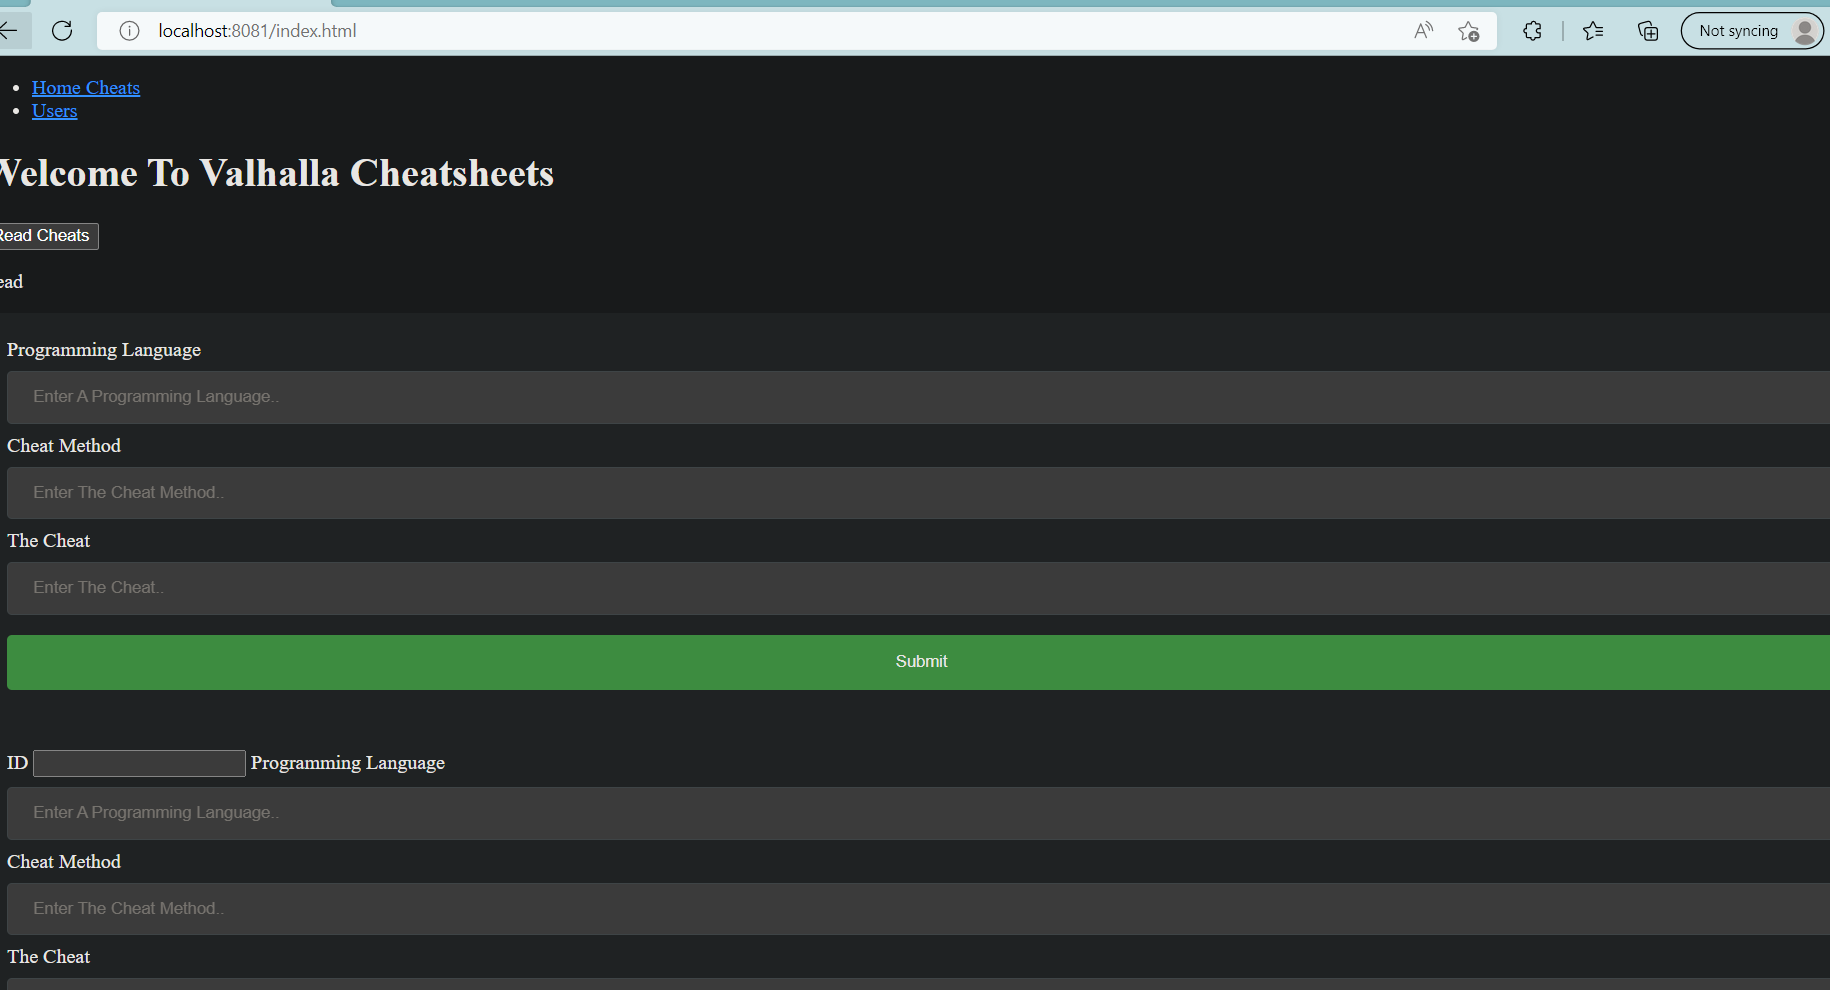 localhost:8081/index.html
Not syncing
Home Cheats
Users
Welcome To Valhalla Cheatsheets
Read Cheats
ead
Programming Language
Enter A Programming Language..
Cheat Method
Enter The Cheat Method..
The Cheat
Enter The Cheat..
Submit
ID Programming Language
Enter A Programming Language..
Cheat Method
Enter The Cheat Method..
The Cheat